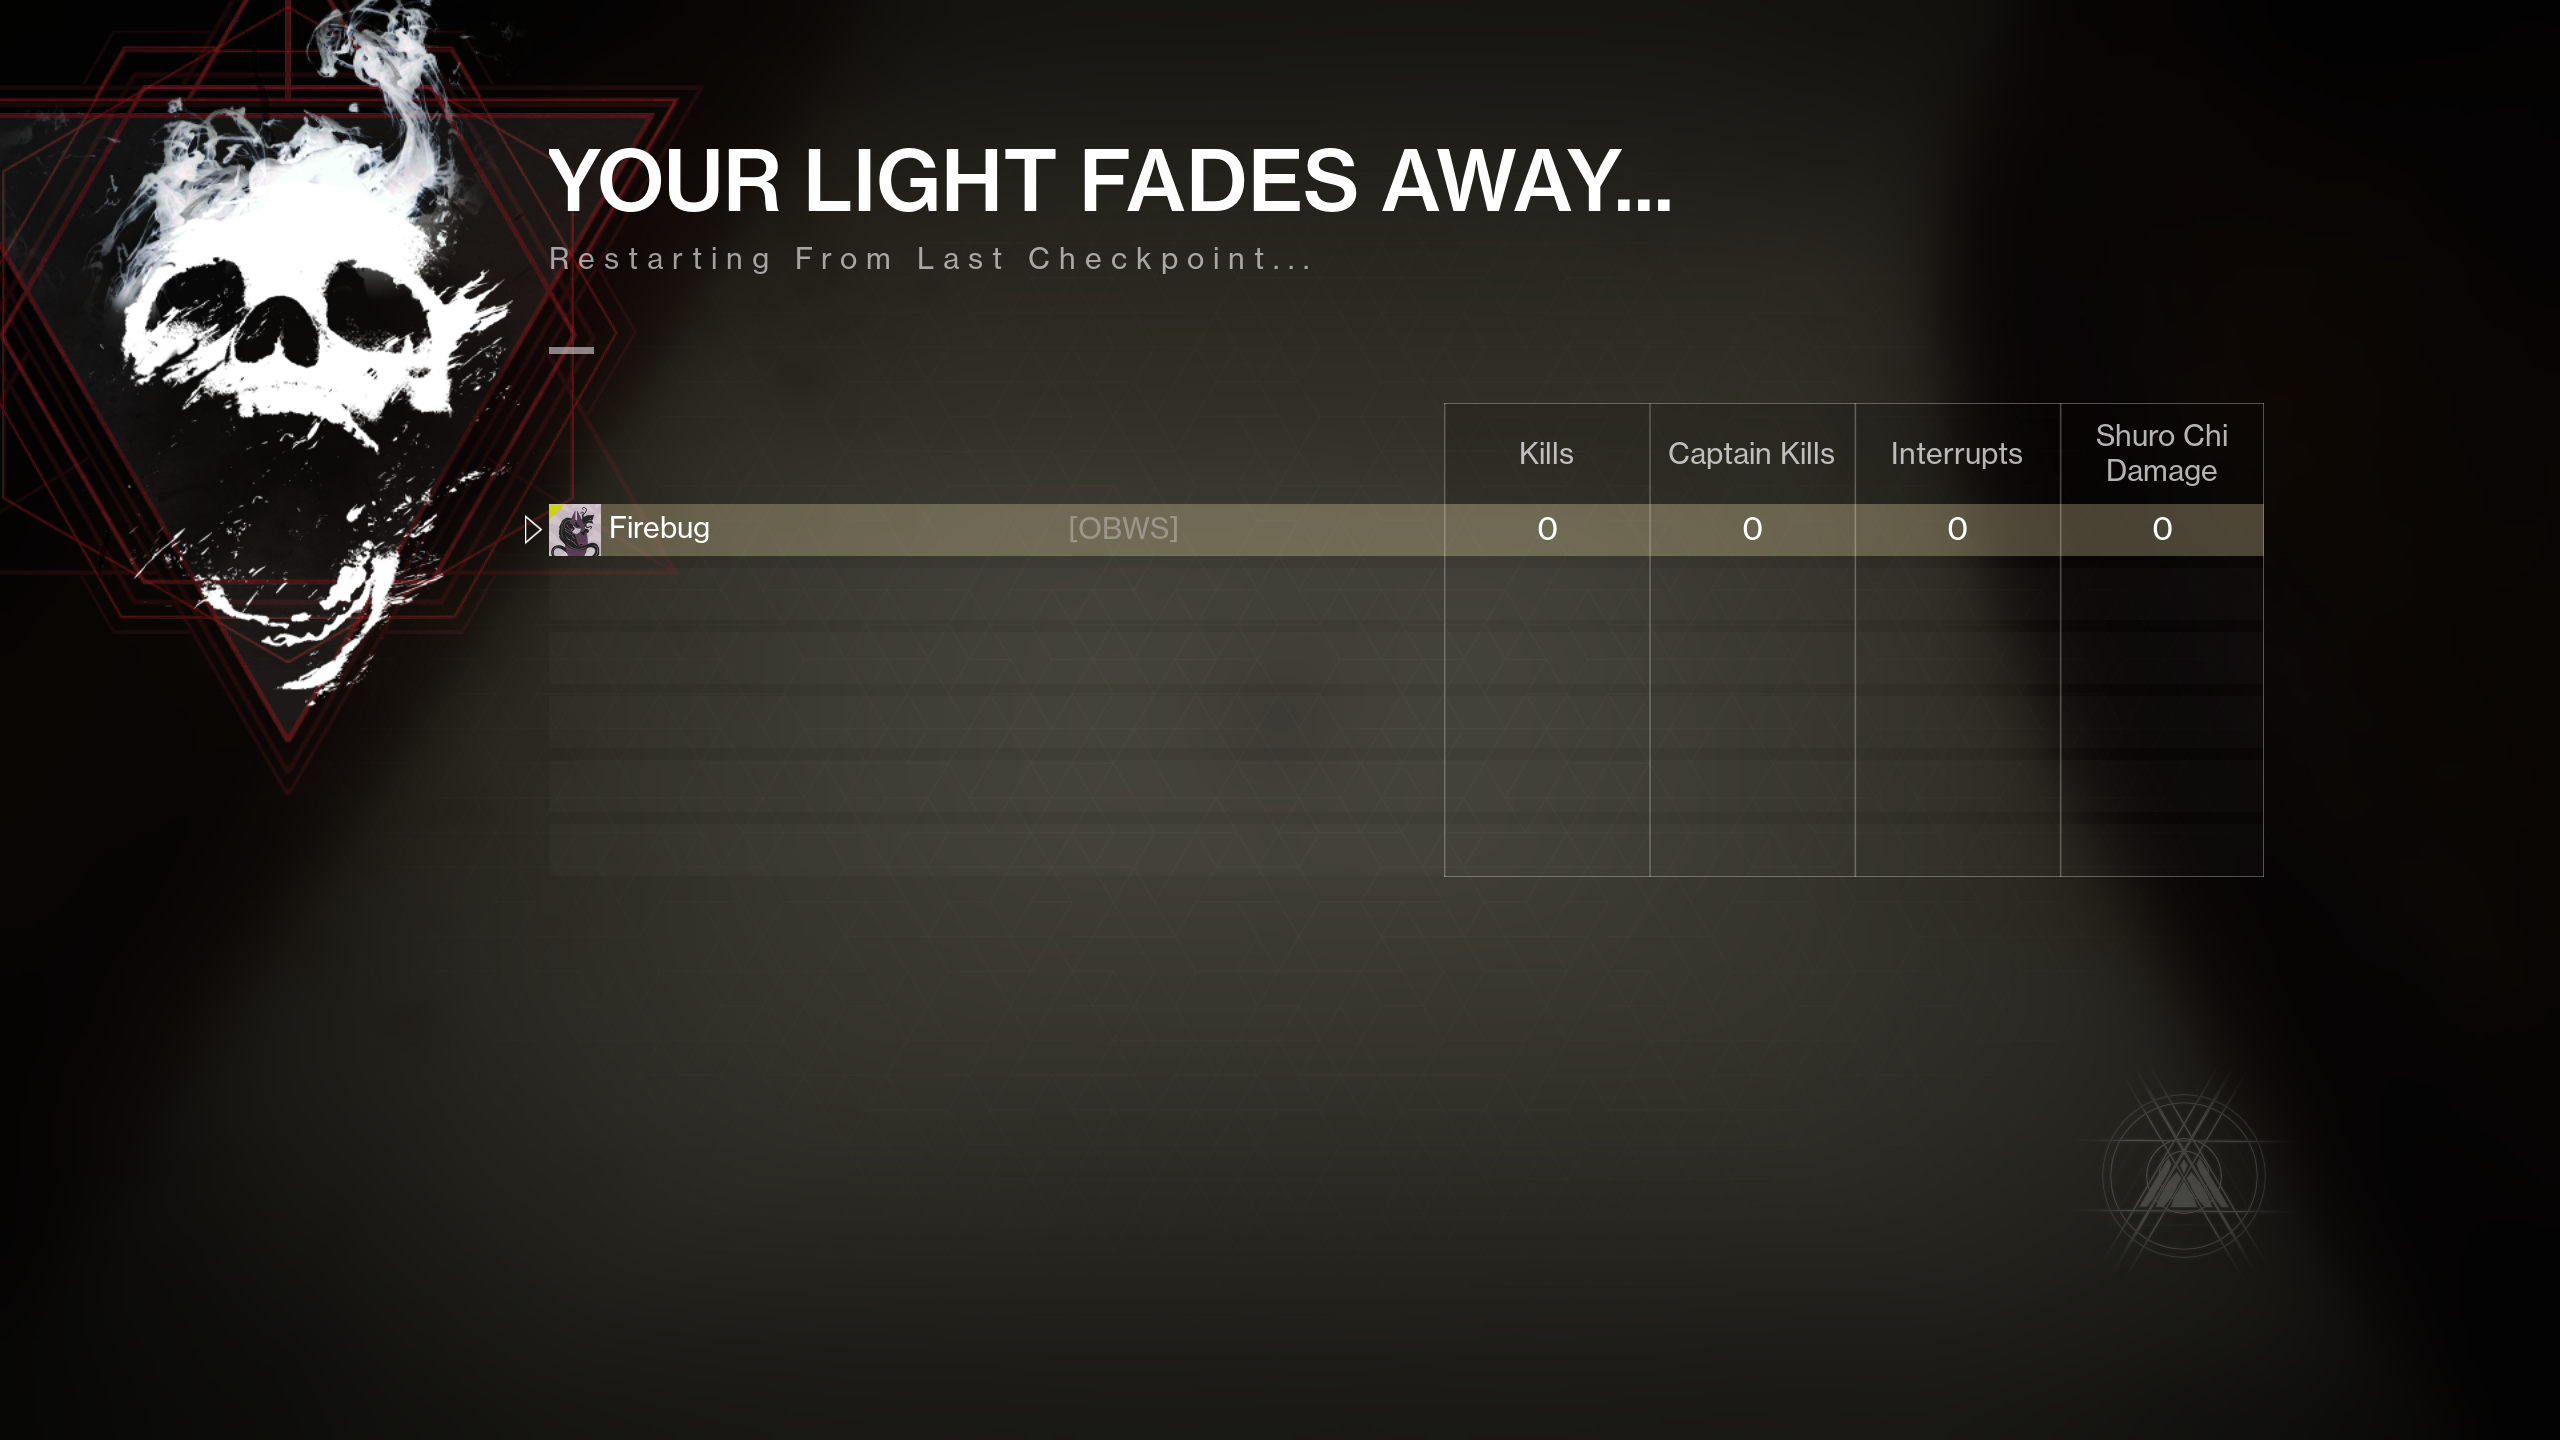 YOUR LIGHT FADES AWAY...
Restarting From Last Checkpoint...
Kills Captain Kills Interrupts Shuro Chi Damage
Firebug [OBWS] 0 0 0 0